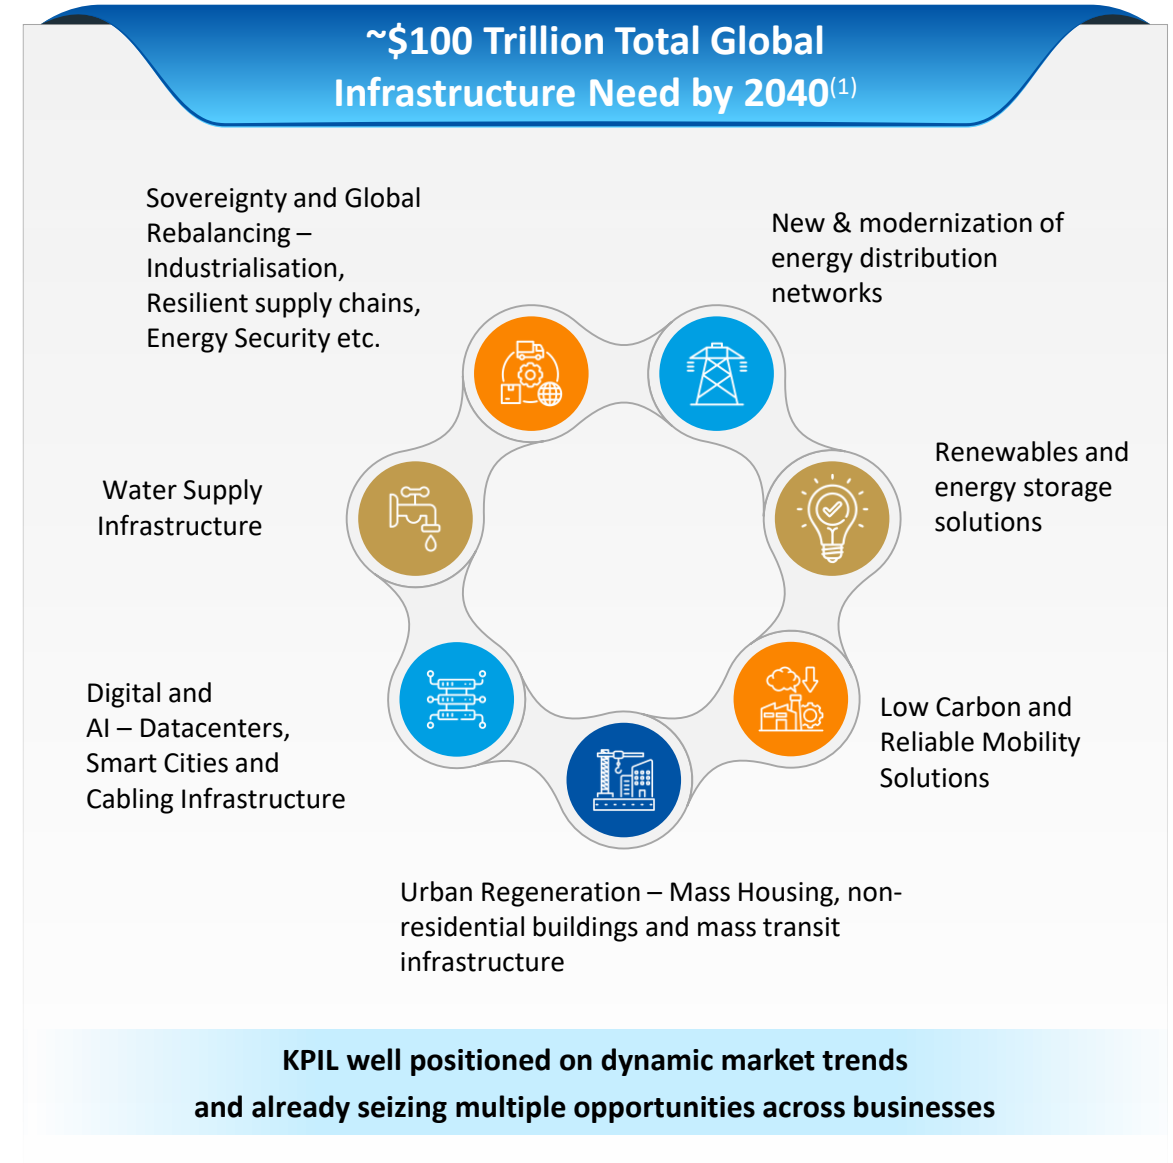 ~$100 Trillion Total Global
Infrastructure Need by 2040(1)
Sovereignty and Global
Rebalancing –
Industrialisation,
Resilient supply chains,
Energy Security etc.
New & modernization of
energy distribution
networks
Renewables and
energy storage
solutions
Water Supply
Infrastructure
Digital and
AI – Datacenters,
Smart Cities and
Cabling Infrastructure
Low Carbon and
Reliable Mobility
Solutions
Urban Regeneration – Mass Housing, non-
residential buildings and mass transit
infrastructure
KPIL well positioned on dynamic market trends
and already seizing multiple opportunities across businesses